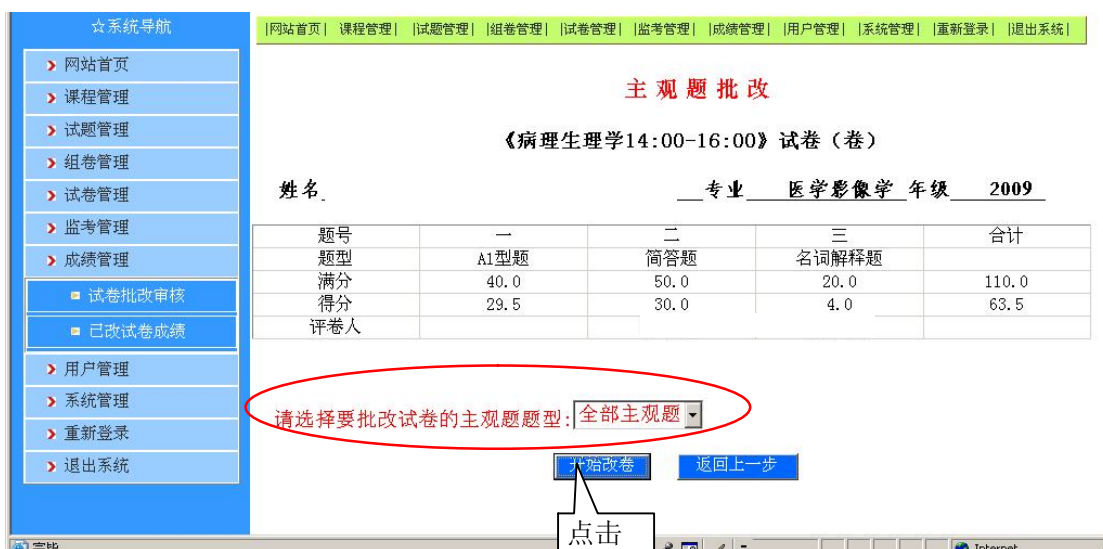 ☆系统导航
|网站首页| 课程管理| |试题管理| |组卷管理| |试卷管理| |监考管理| |成绩管理| |用户管理| |系统管理| |重新登录| |退出系统|
网站首页
课程管理
试题管理
组卷管理
试卷管理
监考管理
成绩管理
试卷批改审核
已改试卷成绩
用户管理
系统管理
重新登录
退出系统
主观题批改
《病理生理学14:00-16:00》试卷（卷）
姓名 专业 医学影像学 年级 2009
题号 一 二 三 合计
题型 A1型题 简答题 名词解释题
满分 40.0 50.0 20.0 110.0
得分 29.5 30.0 4.0 63.5
评卷人
请选择要批改试卷的主观题题型: 全部主观题
开始改卷 返回上一步
点击
完毕 Internet